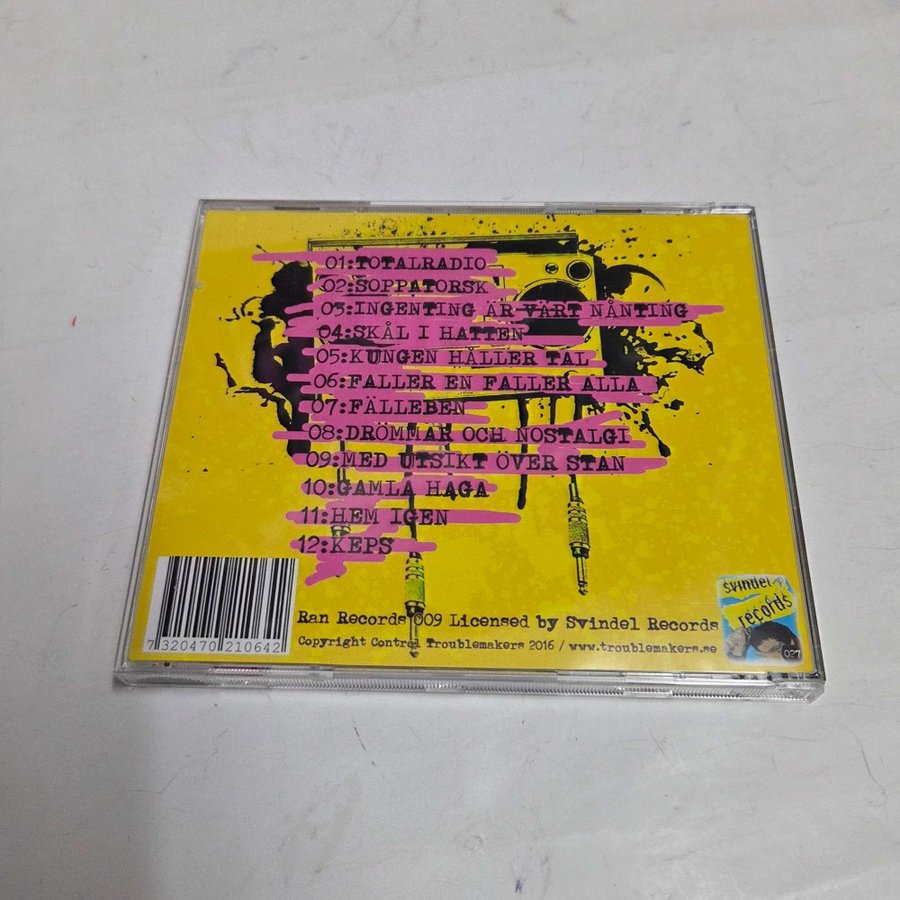 01:TOTALRADIO
02:SOPPATORSK
03:INGENTING ÄR VÄRT NÅNTING
04:SKÅL I HATTEN
05:KUNGEN HÅLLER TAL
06:FALLER EN FALLER ALLA
07:FÄLLEBEN
08:DRÖMMAR OCH NOSTALGI
09:MED UTSIKT ÖVER STAN
10:GAMLA HAGA
11:HEM IGEN
12:KEPS
7 320470 210642
Ran Records 009 Licensed by Svindel Records
Copyright Control Troublemakers 2016 / www.troublemakers.se
svindel
records
027